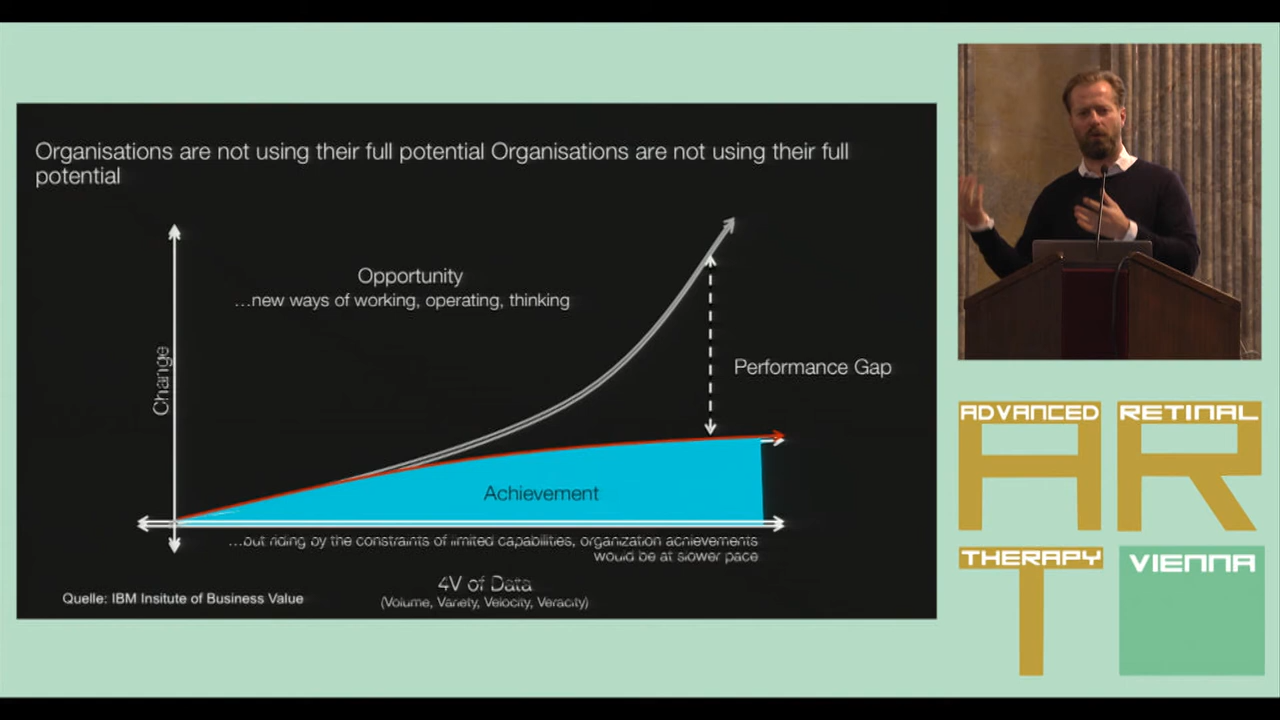 Organisations are not using their full potential Organisations are not using their full
potential
Opportunity
...new ways of working, operating, thinking
Change
Performance Gap
Achievement
...but riding by the constraints of limited capabilities, organization achievements
would be at slower pace
4V of Data
(Volume, Variety, Velocity, Veracity)
Quelle: IBM Insitute of Business Value
ADVANCED
RETINAL
A R
THERAPY
VIENNA
T